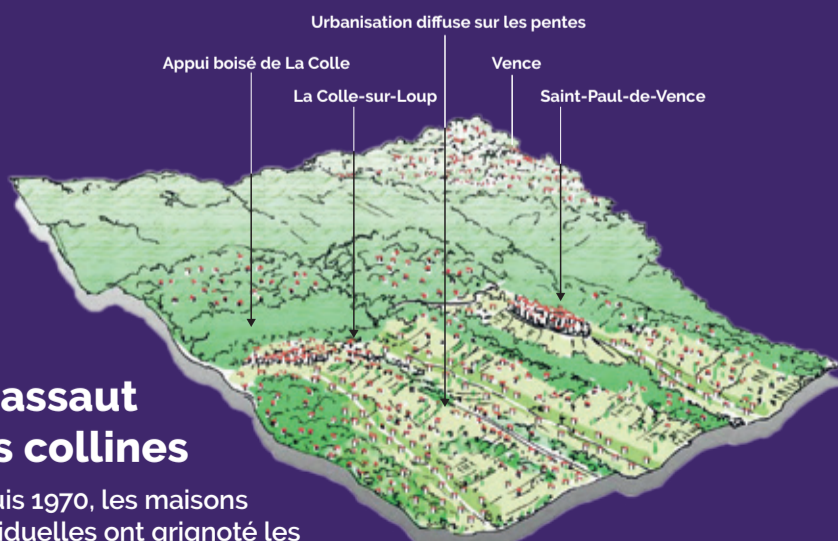 Urbanisation diffuse sur les pentes
Appui boisé de La Colle
Vence
La Colle-sur-Loup
Saint-Paul-de-Vence
assaut
s collines
uis 1970, les maisons
iduelles ont grignoté les